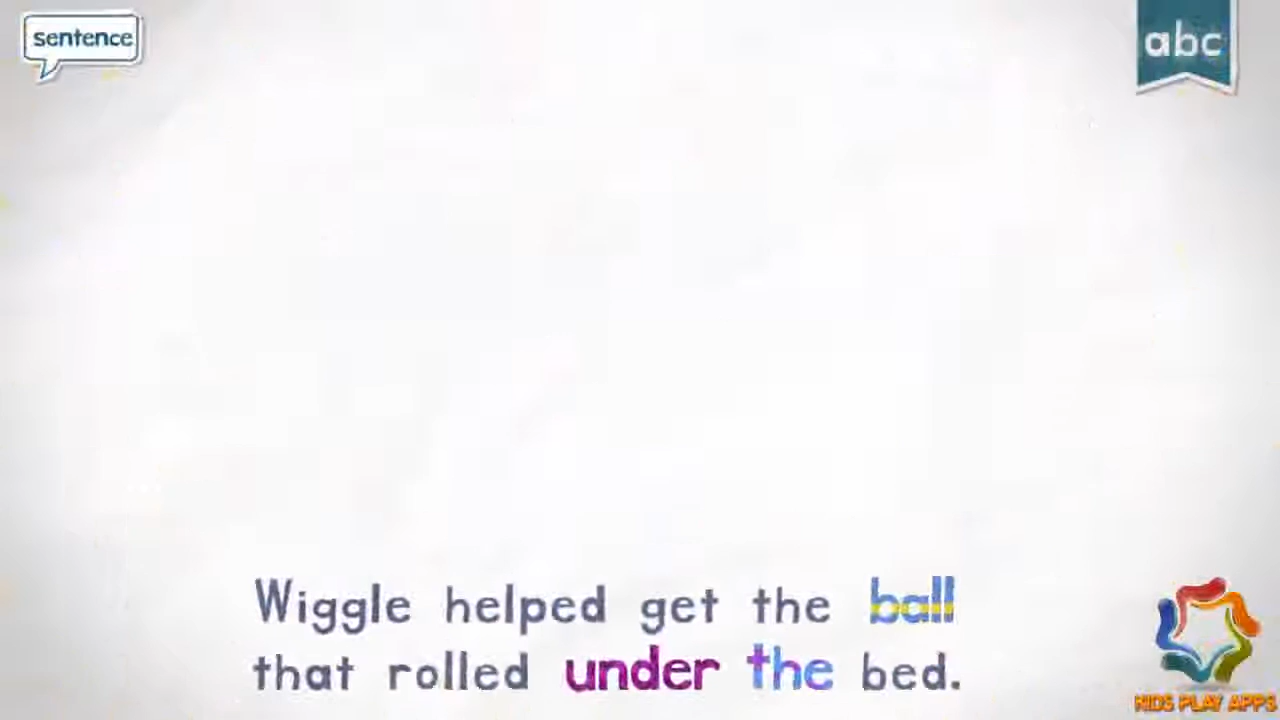 sentence
abc
Wiggle helped get the ball
that rolled under the bed.
KIDS PLAY APPS